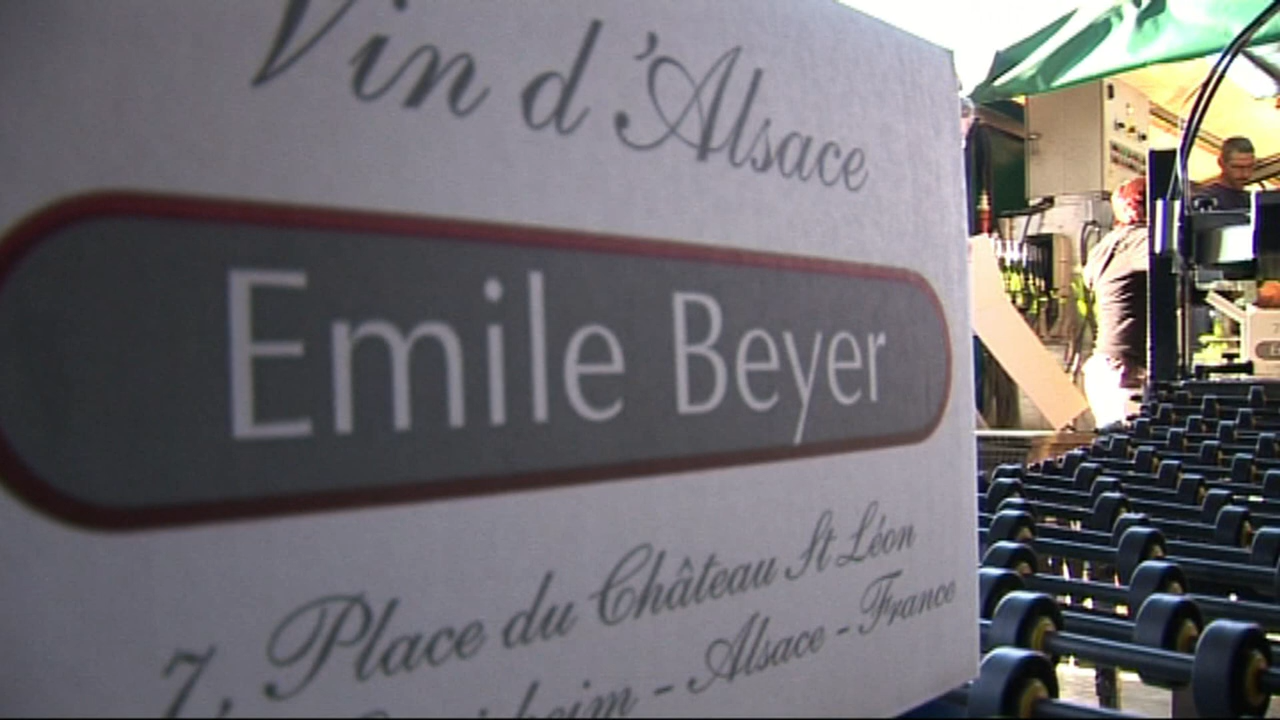 Vin d'Alsace
Emile Beyer
7, Place du Château St Léon
- Alsace - France